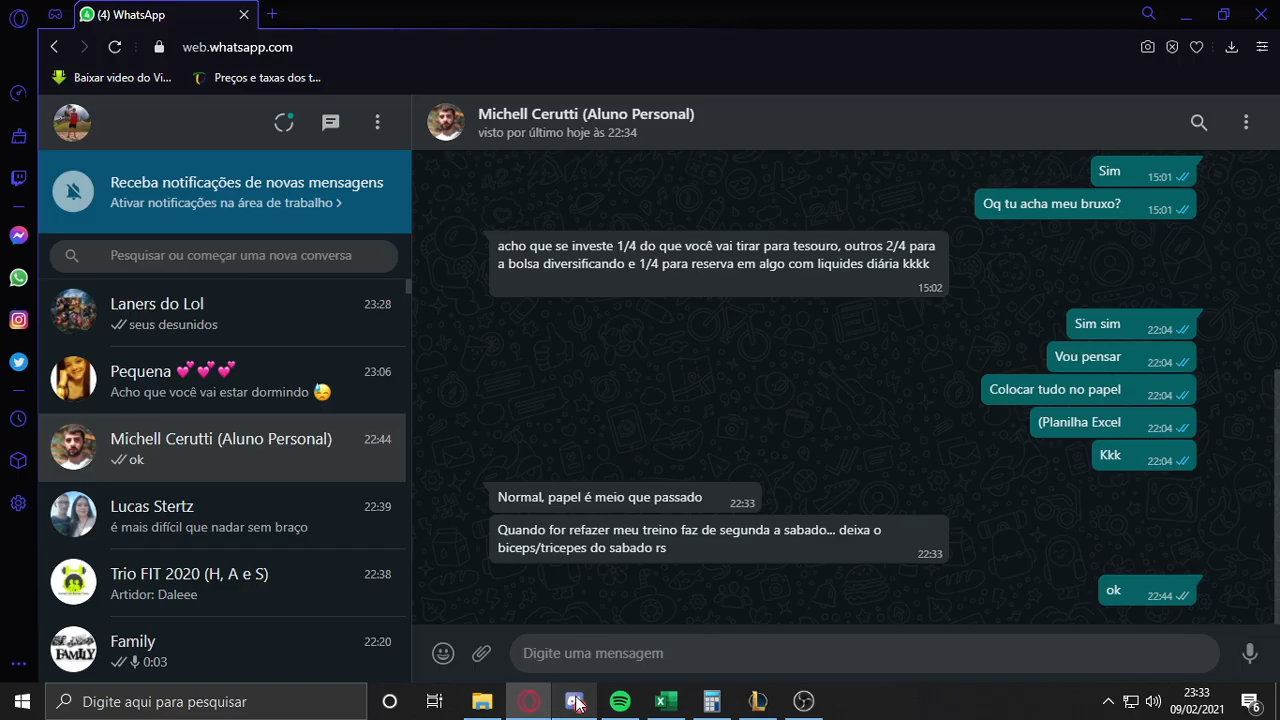 (4) WhatsApp
web.whatsapp.com
Baixar video do Vi...
Preços e taxas dos t...
Receba notificações de novas mensagens
Ativar notificações na área de trabalho >
Pesquisar ou começar uma nova conversa
Laners do Lol 23:28
seus desunidos
Pequena 💕💕💕 23:06
Acho que você vai estar dormindo 😓
Michell Cerutti (Aluno Personal) 22:44
ok
Lucas Stertz 22:39
é mais difícil que nadar sem braço
Trio FIT 2020 (H, A e S) 22:38
Artidor: Daleee
Family 22:20
0:03
Michell Cerutti (Aluno Personal)
visto por último hoje às 22:34
Sim 15:01
Oq tu acha meu bruxo? 15:01
acho que se investe 1/4 do que você vai tirar para tesouro, outros 2/4 para
a bolsa diversificando e 1/4 para reserva em algo com liquides diária kkkk
15:02
Sim sim 22:04
Vou pensar 22:04
Colocar tudo no papel 22:04
(Planilha Excel 22:04
Kkk 22:04
Normal, papel é meio que passado 22:33
Quando for refazer meu treino faz de segunda a sabado... deixa o
biceps/tricepes do sabado rs 22:33
ok 22:44
Digite uma mensagem
Digite aqui para pesquisar
23:33
09/02/2021
6